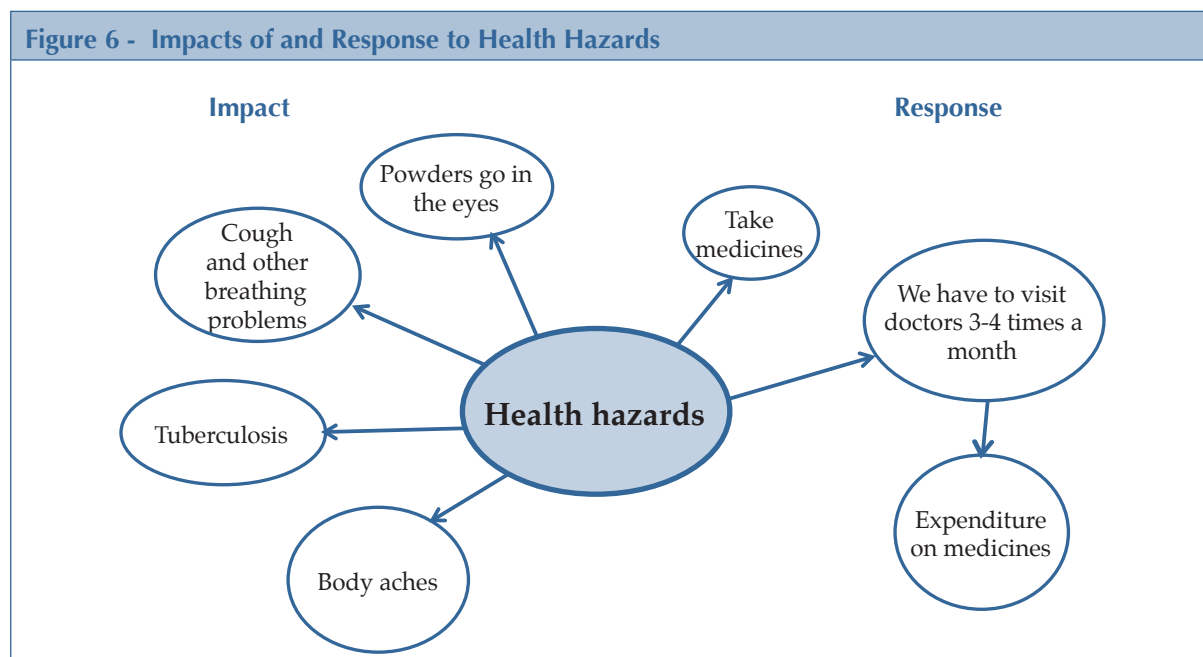 Figure 6 - Impacts of and Response to Health Hazards
Impact
Response
Powders go in
the eyes
Cough
and other
breathing
problems
Tuberculosis
Body aches
Health hazards
Take
medicines
We have to visit
doctors 3-4 times a
month
Expenditure
on medicines